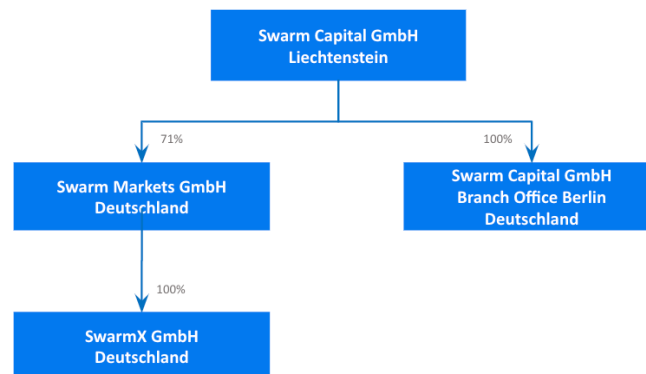 Swarm Capital GmbH
Liechtenstein
71%
100%
Swarm Markets GmbH
Deutschland
Swarm Capital GmbH
Branch Office Berlin
Deutschland
100%
SwarmX GmbH
Deutschland